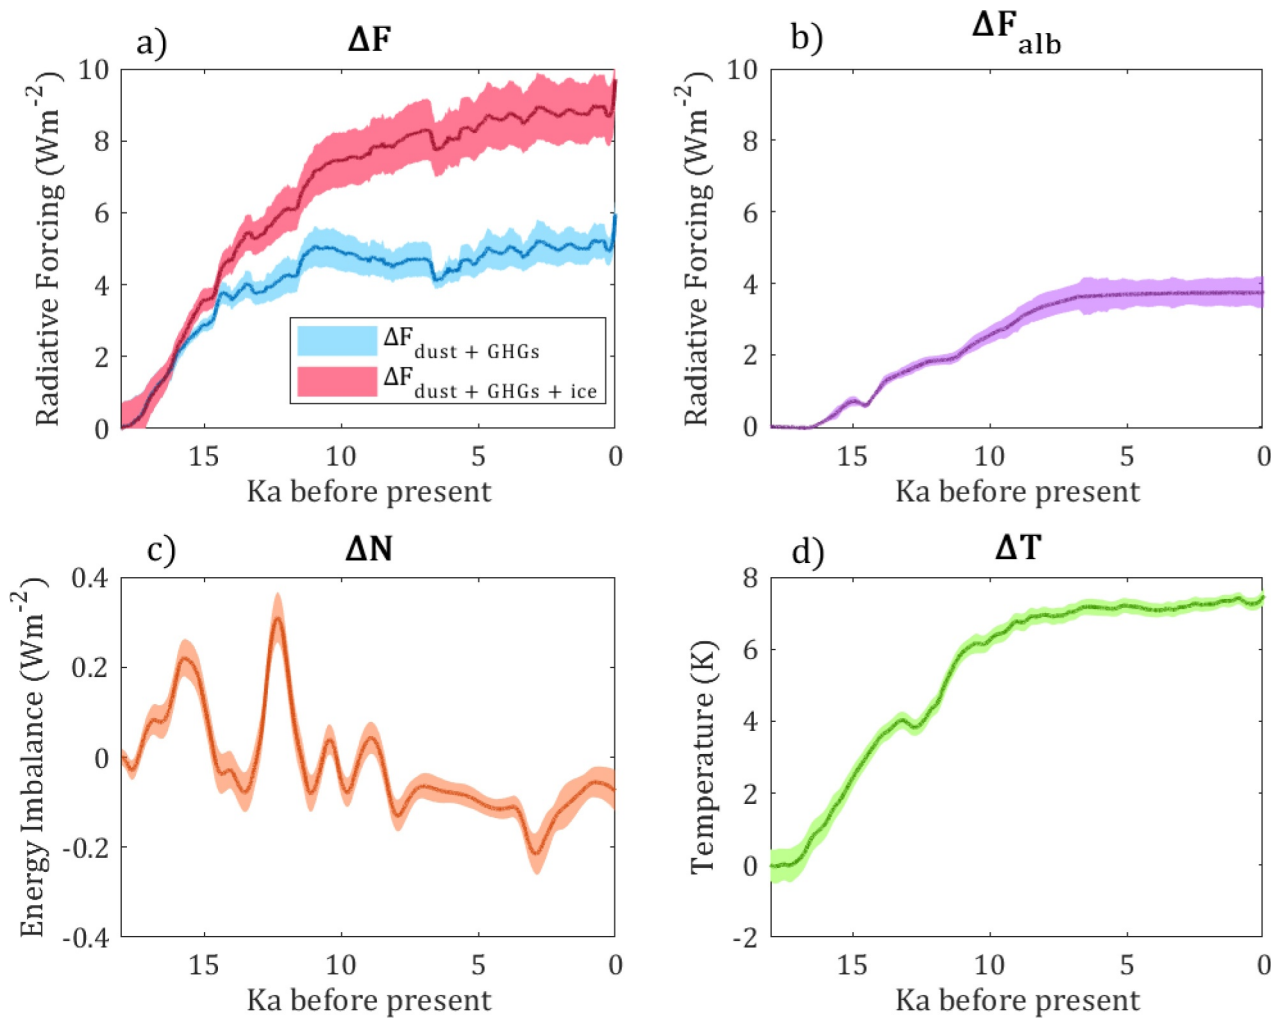 a) ΔF
10
8
6
4
2
0
Radiative Forcing (Wm-2)
ΔFdust + GHGs
ΔFdust + GHGs + ice
15 10 5 0
Ka before present
b) ΔFalb
10
8
6
4
2
0
Radiative Forcing (Wm-2)
15 10 5 0
Ka before present
c) ΔN
0.4
0.2
0
-0.2
-0.4
Energy Imbalance (Wm-2)
15 10 5 0
Ka before present
d) ΔT
8
6
4
2
0
-2
Temperature (K)
15 10 5 0
Ka before present